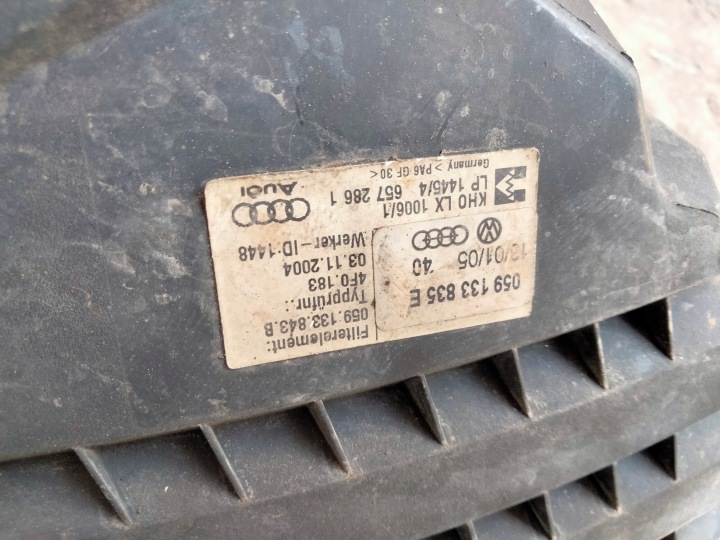 059 133 835 E
13/01/05 40
Filterelement:
059.133.843.B
Typprüfnr.:
4F0.183
03.11.2004
Werker-ID:1448
AUDI
KHO LX 1006/1
LP 1445/4 657 286 1
Germany > PA6 GF 30 <